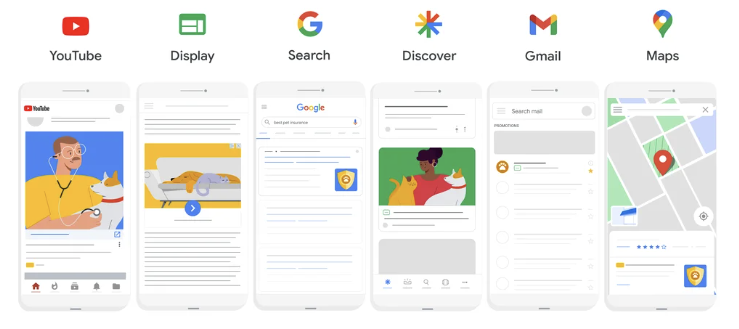 YouTube
Display
Search
Discover
Gmail
Maps
YouTube
Google
best pet insurance
Search mail
PROMOTIONS